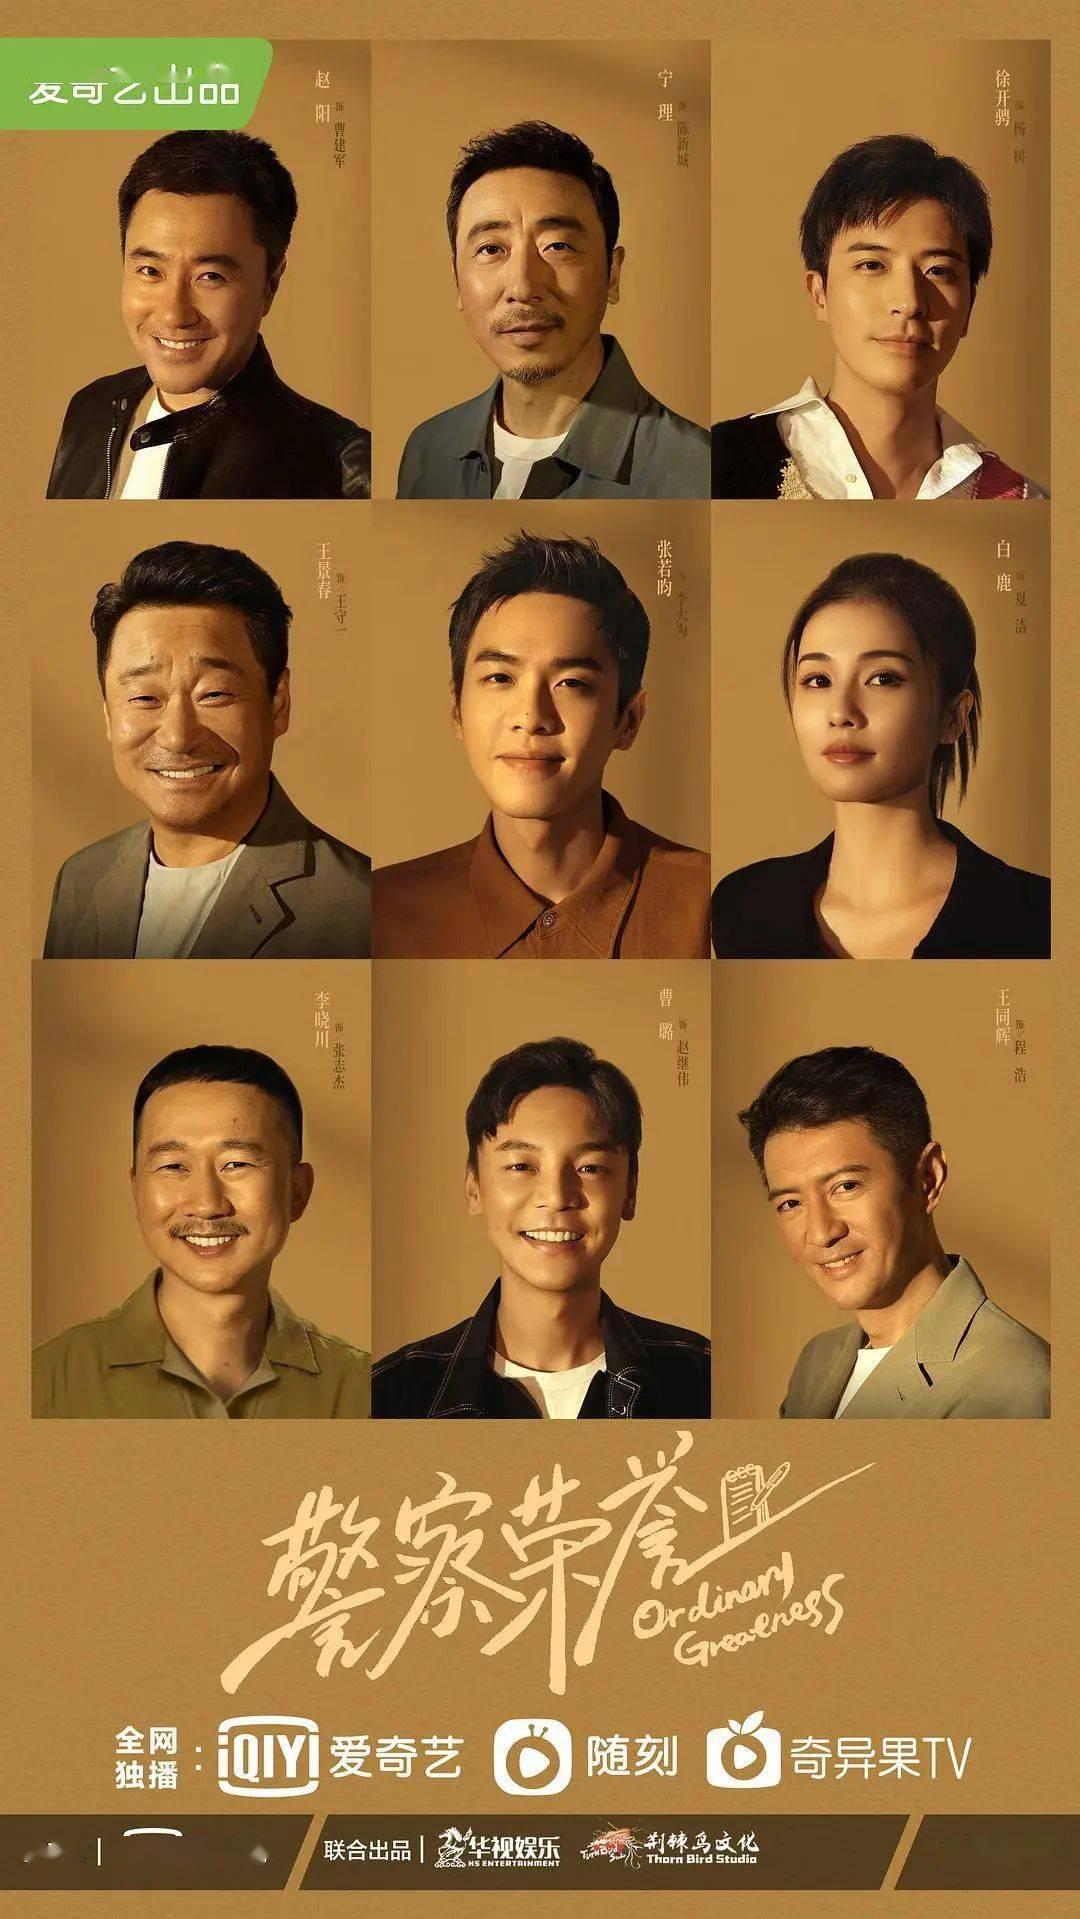 爱奇艺出品
赵阳 饰 曹建军
宁理 饰 陈新城
徐开骋 饰 杨树
王景春 饰 王守一
张若昀 饰 李大为
白鹿 饰 夏洁
李晓川 饰 张志杰
曹璐 饰 赵继伟
王同辉 饰 程浩
警察荣誉
Ordinary
Greatness
全网
独播：
iQIYI 爱奇艺
随刻
奇异果TV
联合出品 |
华视娱乐
HS ENTERTAINMENT
荆棘鸟文化
Thorn Bird Studio